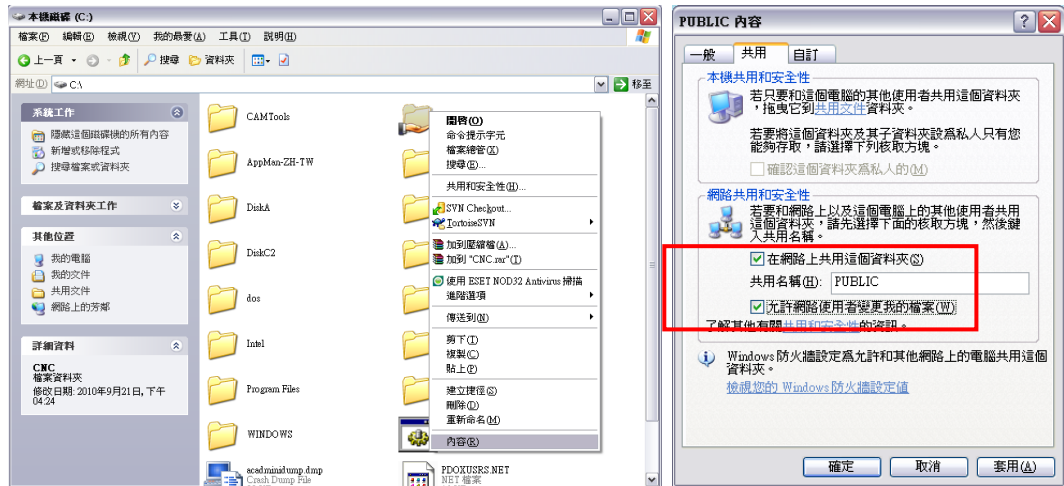 本機磁碟 (C:)
檔案(F) 編輯(E) 檢視(V) 我的最愛(A) 工具(T) 說明(H)
上一頁 搜尋 資料夾
網址(D) C:\ 移至
系統工作
隱藏這個磁碟機的所有內容
新增或移除程式
搜尋檔案或資料夾
檔案及資料夾工作
其他位置
我的電腦
我的文件
共用文件
網路上的芳鄰
詳細資料
CNC
檔案資料夾
修改日期: 2010年9月21日, 下午
04:24
CAMTools
AppMan-ZH-TW
DiskA
DiskC2
dos
Intel
Program Files
WINDOWS
acadminidump.dmp
Crash Dump File
PDOXUSRS.NET
NET 檔案
開啓(O)
命令提示字元
檔案總管(X)
搜尋(E)...
共用和安全性(H)...
SVN Checkout...
TortoiseSVN
加到壓縮檔(A)...
加到 "CNC.rar"(T)
使用 ESET NOD32 Antivirus 掃描
進階選項
傳送到(N)
剪下(T)
複製(C)
貼上(P)
建立捷徑(S)
刪除(D)
重新命名(M)
內容(R)
PUBLIC 內容
一般 共用 自訂
本機共用和安全性
若只要和這個電腦的其他使用者共用這個資料夾
，拖曳它到共用文件資料夾。
若要將這個資料夾及其子資料夾設爲私人只有您
能夠存取，請選擇下列核取方塊。
確認這個資料夾爲私人的(M)
網路共用和安全性
若要和網路上以及這個電腦上的其他使用者共用
這個資料夾，請先選擇下面的核取方塊，然後鍵
入共用名稱。
在網路上共用這個資料夾(S)
共用名稱(H): PUBLIC
允許網路使用者變更我的檔案(W)
了解其他有關共用和安全性的資訊。
Windows 防火牆設定爲允許和其他網路上的電腦共用這個
資料夾。
檢視您的 Windows 防火牆設定値
確定 取消 套用(A)